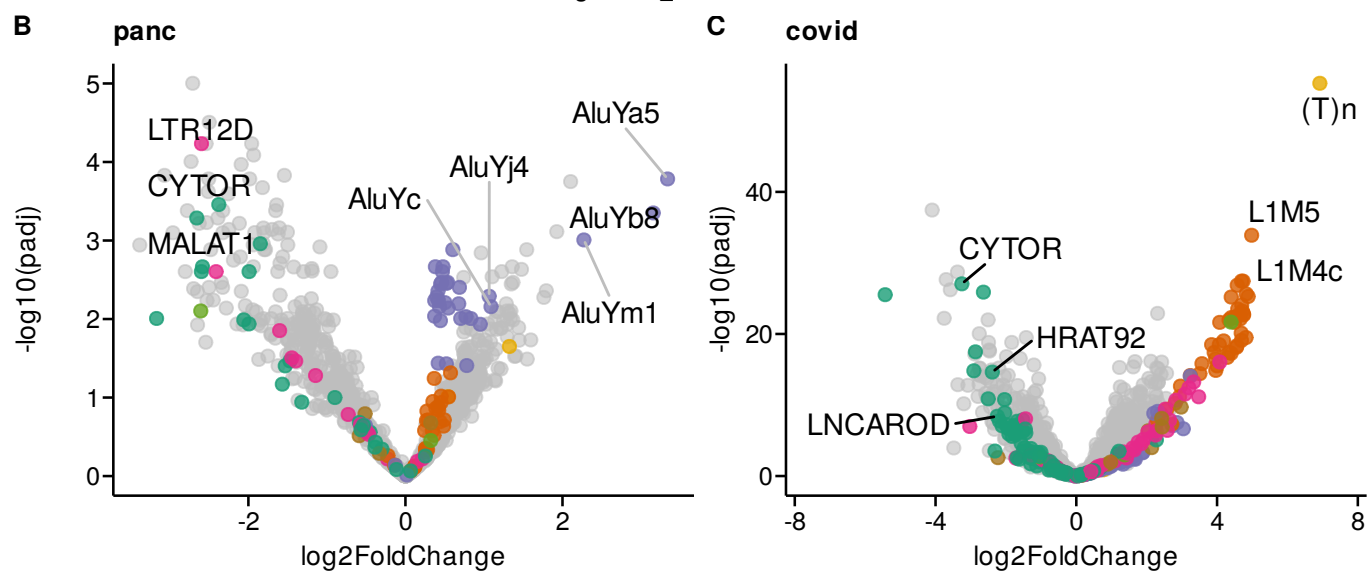 B
panc
C
covid
-log10(padj)
5
4
3
2
1
0
LTR12D
CYTOR
MALAT1
AluYc
AluYj4
AluYa5
AluYb8
AluYm1
-2
0
2
log2FoldChange
-log10(padj)
40
20
0
(T)n
L1M5
L1M4c
CYTOR
HRAT92
LNCAROD
-8
-4
0
4
8
log2FoldChange